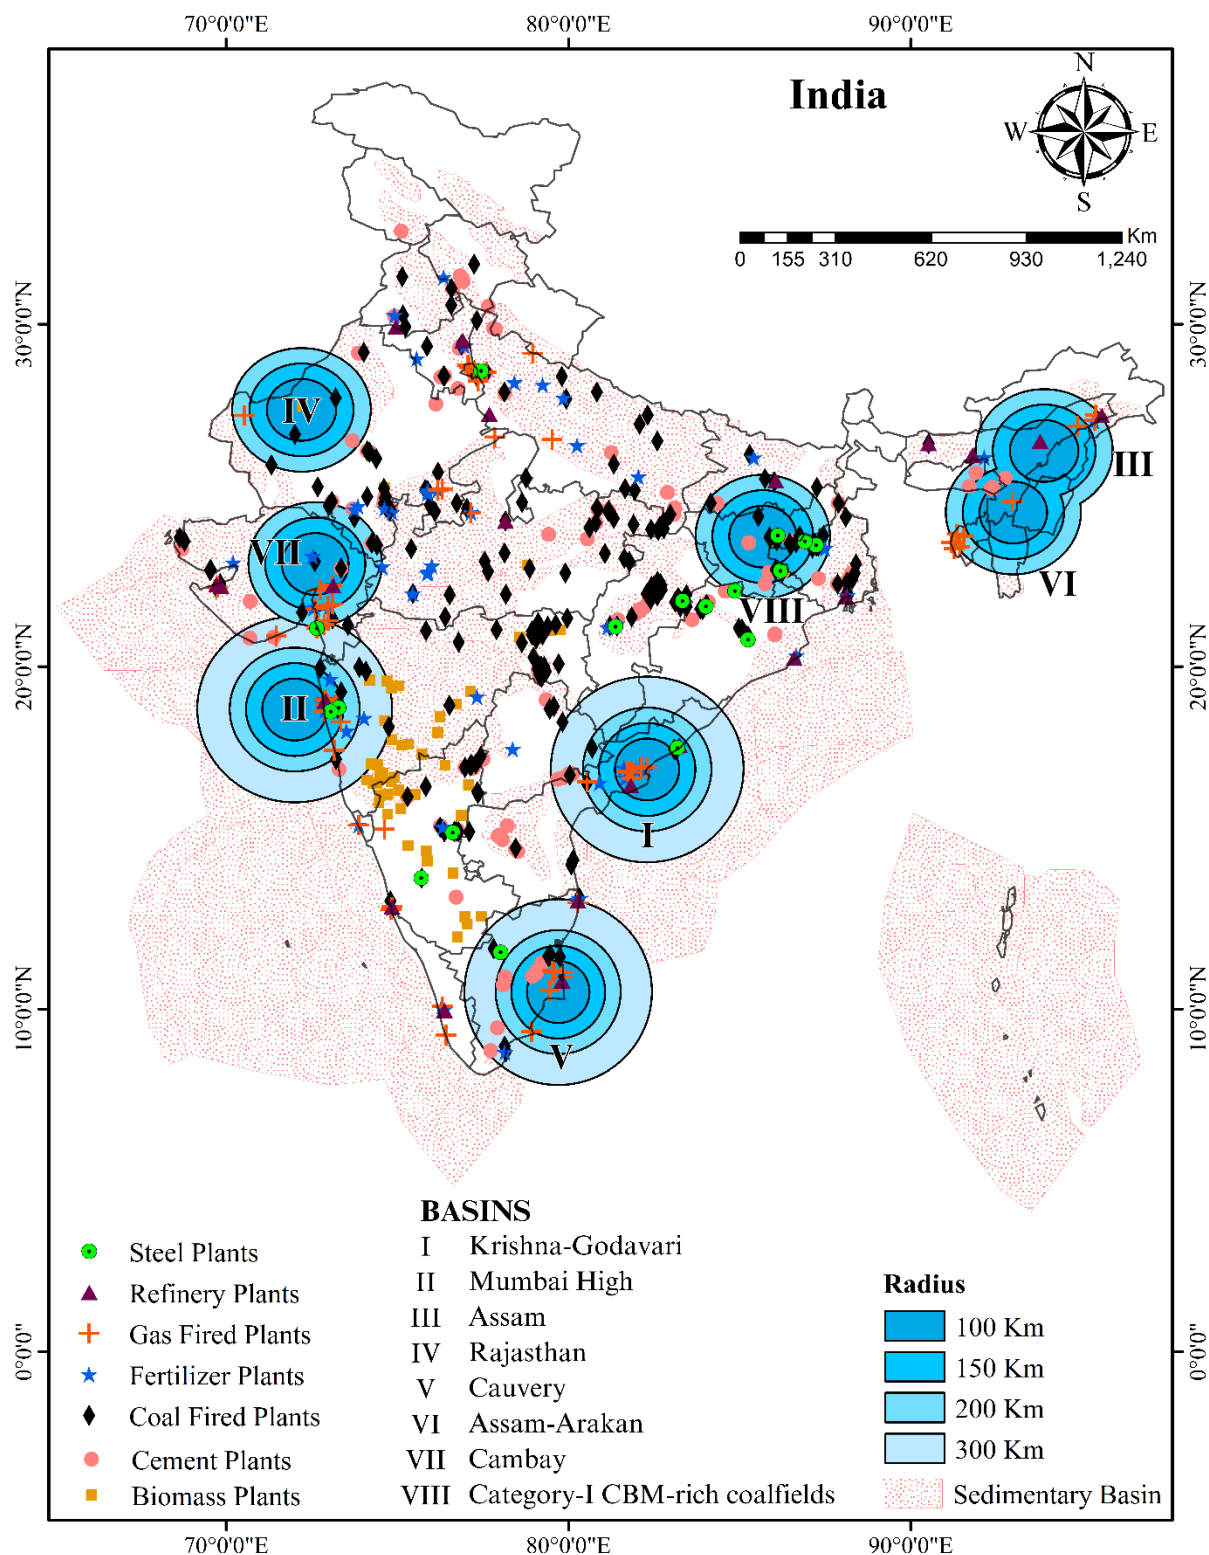 70°0'0"E 80°0'0"E 90°0'0"E
India
N
W E
S
Km
0 155 310 620 930 1,240
30°0'0"N 30°0'0"N
IV
III
VII
VI
VIII
20°0'0"N 20°0'0"N
II
I
10°0'0"N 10°0'0"N
V
BASINS
I Krishna-Godavari
II Mumbai High
III Assam
IV Rajasthan
V Cauvery
VI Assam-Arakan
VII Cambay
VIII Category-I CBM-rich coalfields
Steel Plants
Refinery Plants
Gas Fired Plants
Fertilizer Plants
Coal Fired Plants
Cement Plants
Biomass Plants
Radius
100 Km
150 Km
200 Km
300 Km
Sedimentary Basin
0°0'0" 0°0'0"
70°0'0"E 80°0'0"E 90°0'0"E